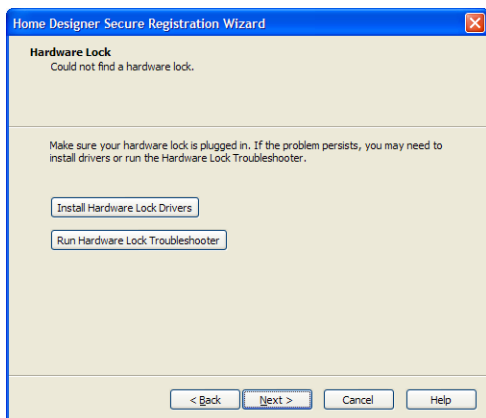 Home Designer Secure Registration Wizard
Hardware Lock
Could not find a hardware lock.
Make sure your hardware lock is plugged in. If the problem persists, you may need to
install drivers or run the Hardware Lock Troubleshooter.
Install Hardware Lock Drivers
Run Hardware Lock Troubleshooter
< Back Next > Cancel Help